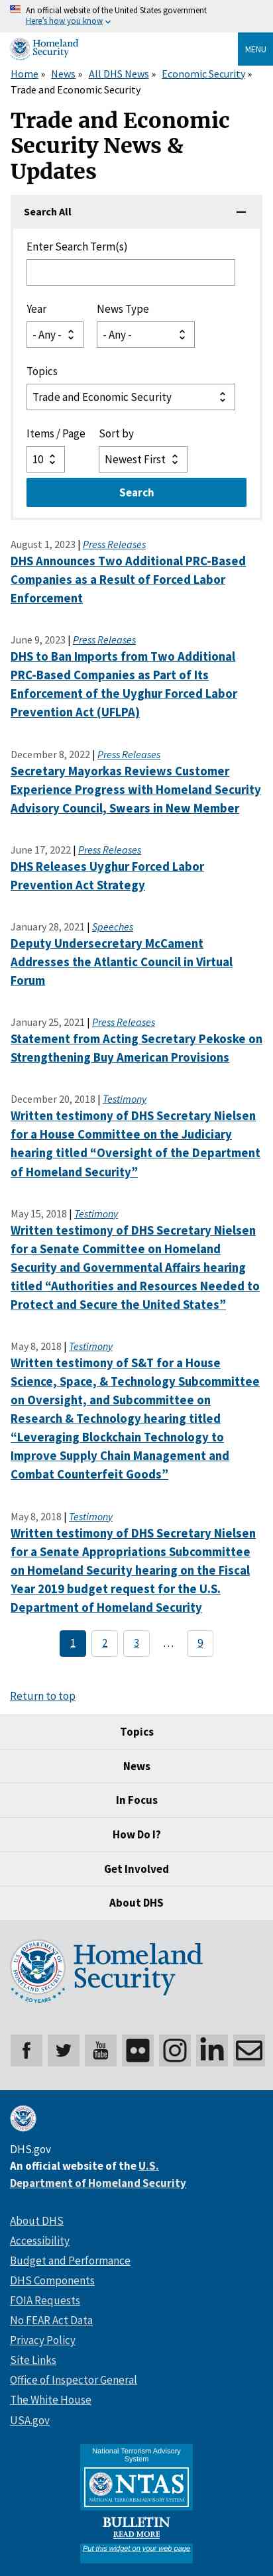 An official website of the United States government
Here's how you know
Homeland
Security
MENU
Home » News » All DHS News » Economic Security »
Trade and Economic Security
Trade and Economic
Security News &
Updates
Search All
Enter Search Term(s)
Year
News Type
- Any -
- Any -
Topics
Trade and Economic Security
Items / Page
Sort by
10
Newest First
Search
August 1, 2023 | Press Releases
DHS Announces Two Additional PRC-Based
Companies as a Result of Forced Labor
Enforcement
June 9, 2023 | Press Releases
DHS to Ban Imports from Two Additional
PRC-Based Companies as Part of Its
Enforcement of the Uyghur Forced Labor
Prevention Act (UFLPA)
December 8, 2022 | Press Releases
Secretary Mayorkas Reviews Customer
Experience Progress with Homeland Security
Advisory Council, Swears in New Member
June 17, 2022 | Press Releases
DHS Releases Uyghur Forced Labor
Prevention Act Strategy
January 28, 2021 | Speeches
Deputy Undersecretary McCament
Addresses the Atlantic Council in Virtual
Forum
January 25, 2021 | Press Releases
Statement from Acting Secretary Pekoske on
Strengthening Buy American Provisions
December 20, 2018 | Testimony
Written testimony of DHS Secretary Nielsen
for a House Committee on the Judiciary
hearing titled “Oversight of the Department
of Homeland Security”
May 15, 2018 | Testimony
Written testimony of DHS Secretary Nielsen
for a Senate Committee on Homeland
Security and Governmental Affairs hearing
titled “Authorities and Resources Needed to
Protect and Secure the United States”
May 8, 2018 | Testimony
Written testimony of S&T for a House
Science, Space, & Technology Subcommittee
on Oversight, and Subcommittee on
Research & Technology hearing titled
“Leveraging Blockchain Technology to
Improve Supply Chain Management and
Combat Counterfeit Goods”
May 8, 2018 | Testimony
Written testimony of DHS Secretary Nielsen
for a Senate Appropriations Subcommittee
on Homeland Security hearing on the Fiscal
Year 2019 budget request for the U.S.
Department of Homeland Security
1 2 3 … 9
Return to top
Topics
News
In Focus
How Do I?
Get Involved
About DHS
Homeland
Security
20 YEARS
You
Tube
DHS.gov
An official website of the U.S.
Department of Homeland Security
About DHS
Accessibility
Budget and Performance
DHS Components
FOIA Requests
No FEAR Act Data
Privacy Policy
Site Links
Office of Inspector General
The White House
USA.gov
National Terrorism Advisory
System
NTAS
NATIONAL TERRORISM ADVISORY SYSTEM
BULLETIN
READ MORE
Put this widget on your web page